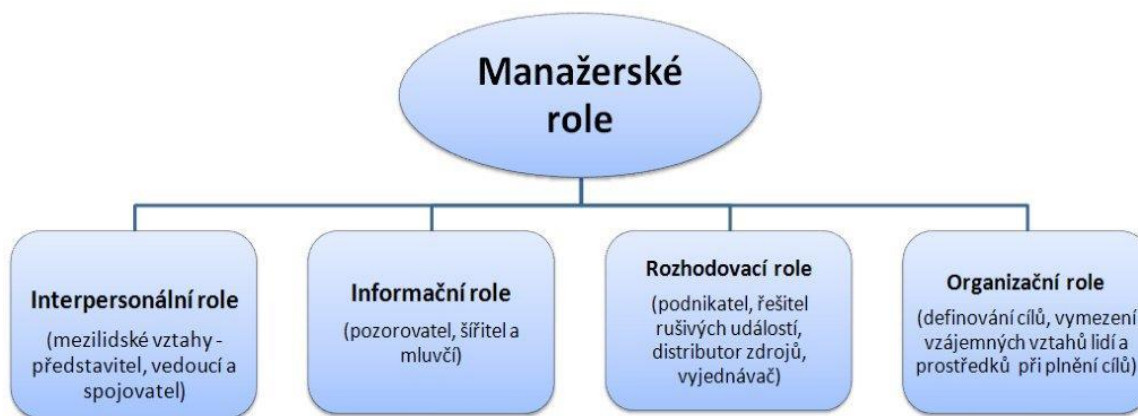 Manažerské
role
Interpersonální role
(mezilidské vztahy -
představitel, vedoucí a
spojovatel)
Informační role
(pozorovatel, šířitel a
mluvčí)
Rozhodovací role
(podnikatel, řešitel
rušivých událostí,
distributor zdrojů,
vyjednávač)
Organizační role
(definování cílů, vymezení
vzájemných vztahů lidí a
prostředků při plnění cílů)